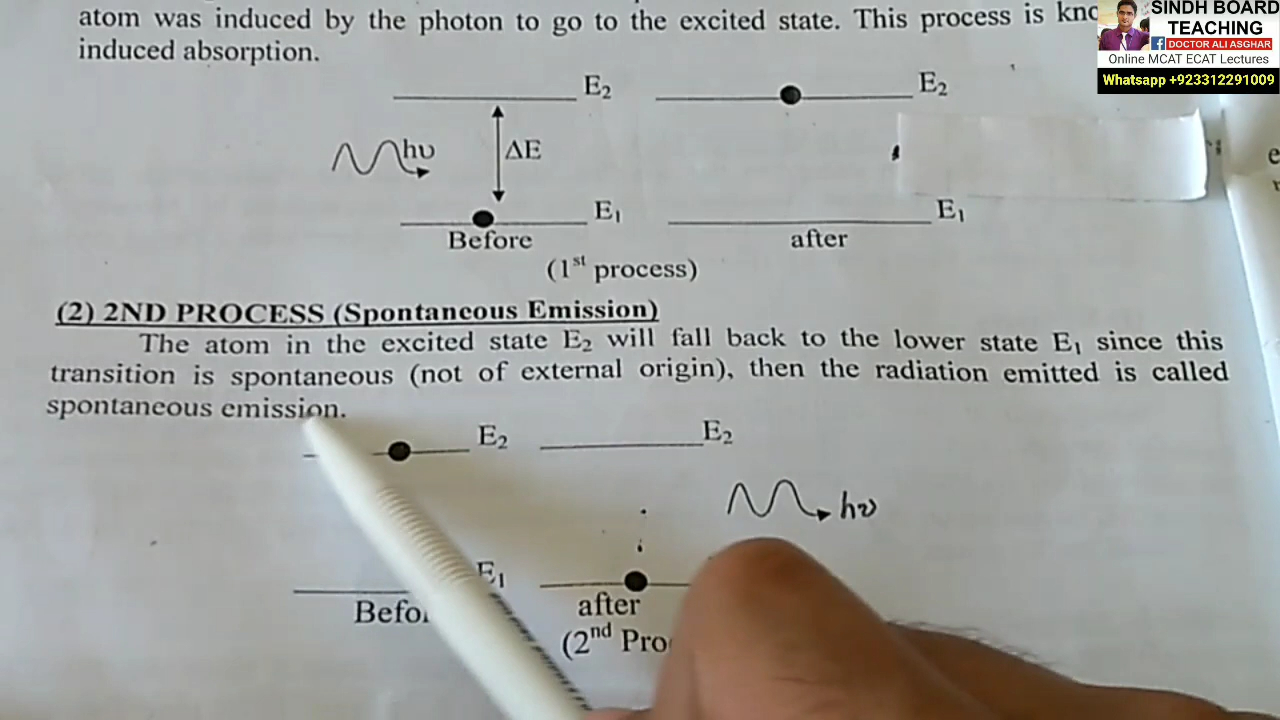 atom was induced by the photon to go to the excited state. This process is
induced absorption.
E₂
E₂
hυ
ΔE
E₁
E₁
Before
after
(1st process)
(2) 2ND PROCESS (Spontaneous Emission)
The atom in the excited state E₂ will fall back to the lower state E₁ since this
transition is spontaneous (not of external origin), then the radiation emitted is called
spontaneous emission.
E₂
E₂
hυ
E₁
after
(2nd
SINDH BOARD
TEACHING
DOCTOR ALI ASGHAR
Online MCAT ECAT Lectures
Whatsapp +923312291009